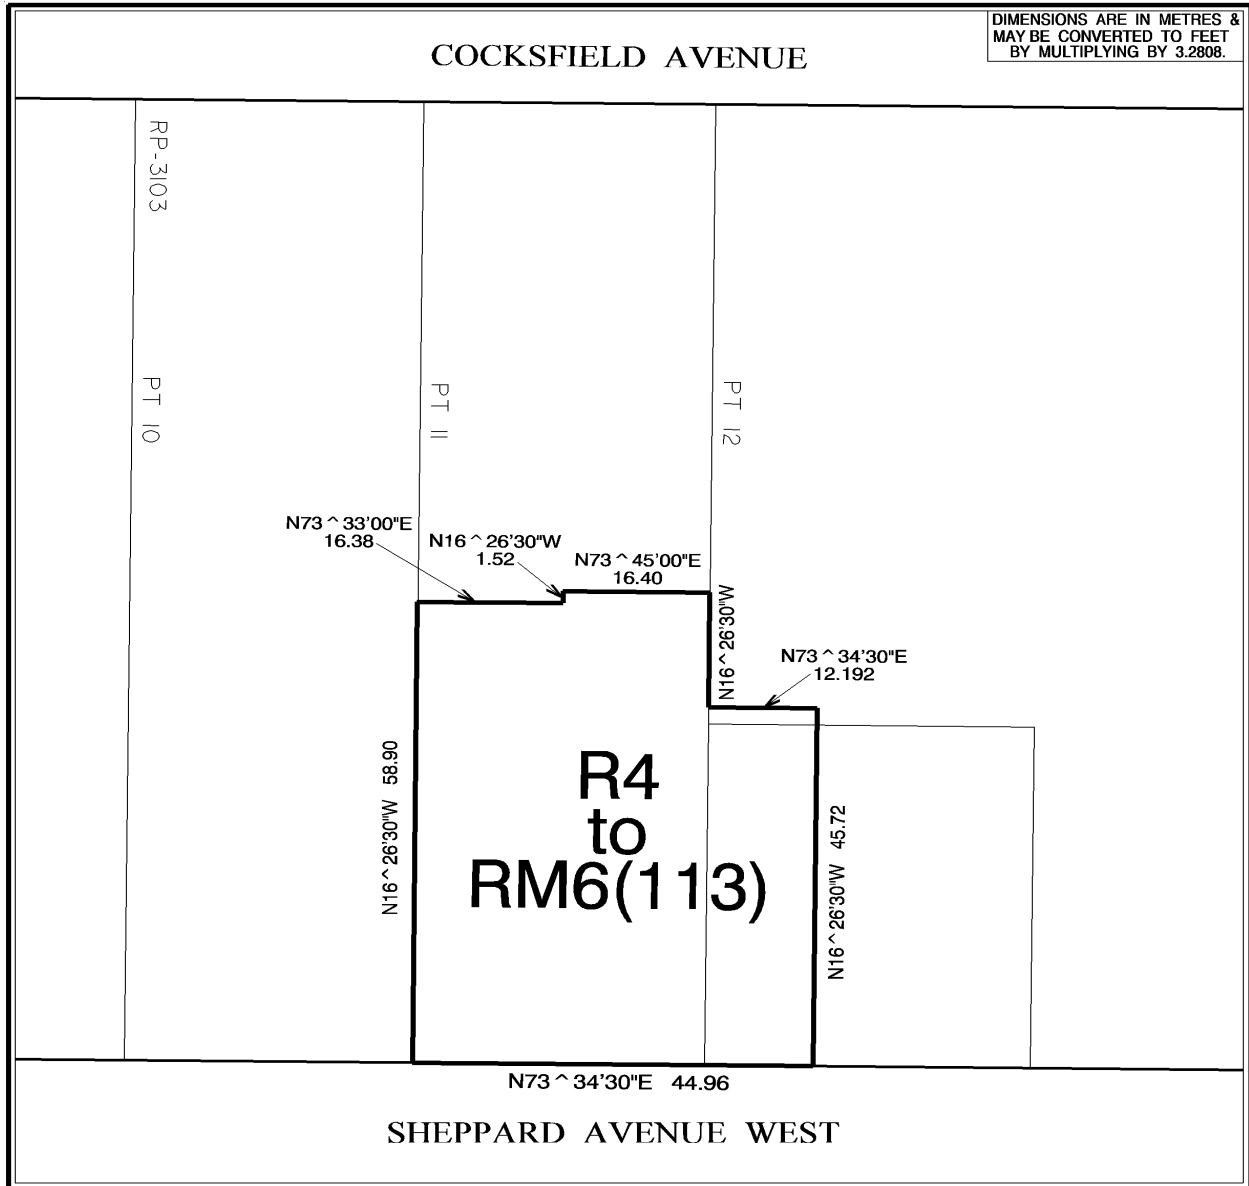 DIMENSIONS ARE IN METRES &
MAY BE CONVERTED TO FEET
BY MULTIPLYING BY 3.2808.
COCKSFIELD AVENUE
RP-3103
PT 10
PT 11
PT 12
N73^33'00"E
16.38
N16^26'30"W
1.52
N73^45'00"E
16.40
N16^26'30"W
N73^34'30"E
12.192
N16^26'30"W 58.90
R4
to
RM6(113)
N16^26'30"W 45.72
N73^34'30"E 44.96
SHEPPARD AVENUE WEST